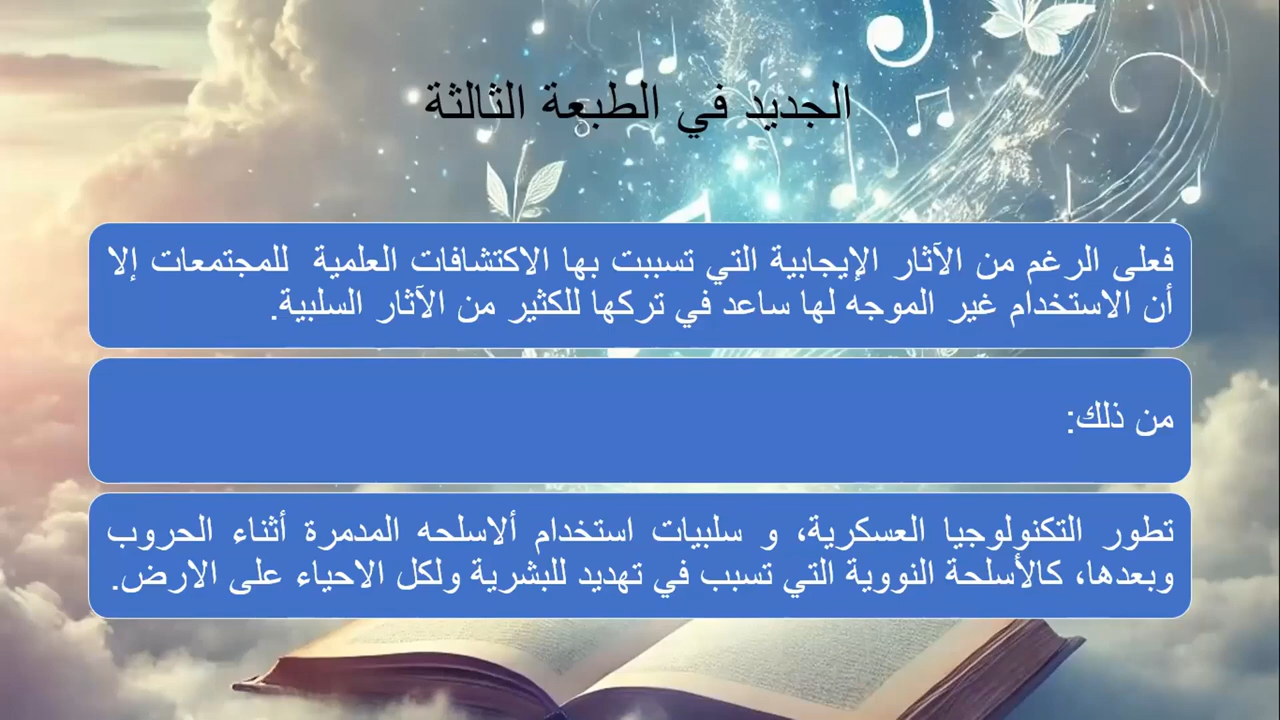 الجديد في الطبعة الثالثة
فعلى الرغم من الآثار الإيجابية التي تسببت بها الاكتشافات العلمية للمجتمعات إلا
أن الاستخدام غير الموجه لها ساعد في تركها للكثير من الآثار السلبية.
من ذلك:
تطور التكنولوجيا العسكرية، و سلبيات استخدام ألاسلحه المدمرة أثناء الحروب
وبعدها، كالأسلحة النووية التي تسبب في تهديد للبشرية ولكل الاحياء على الارض.